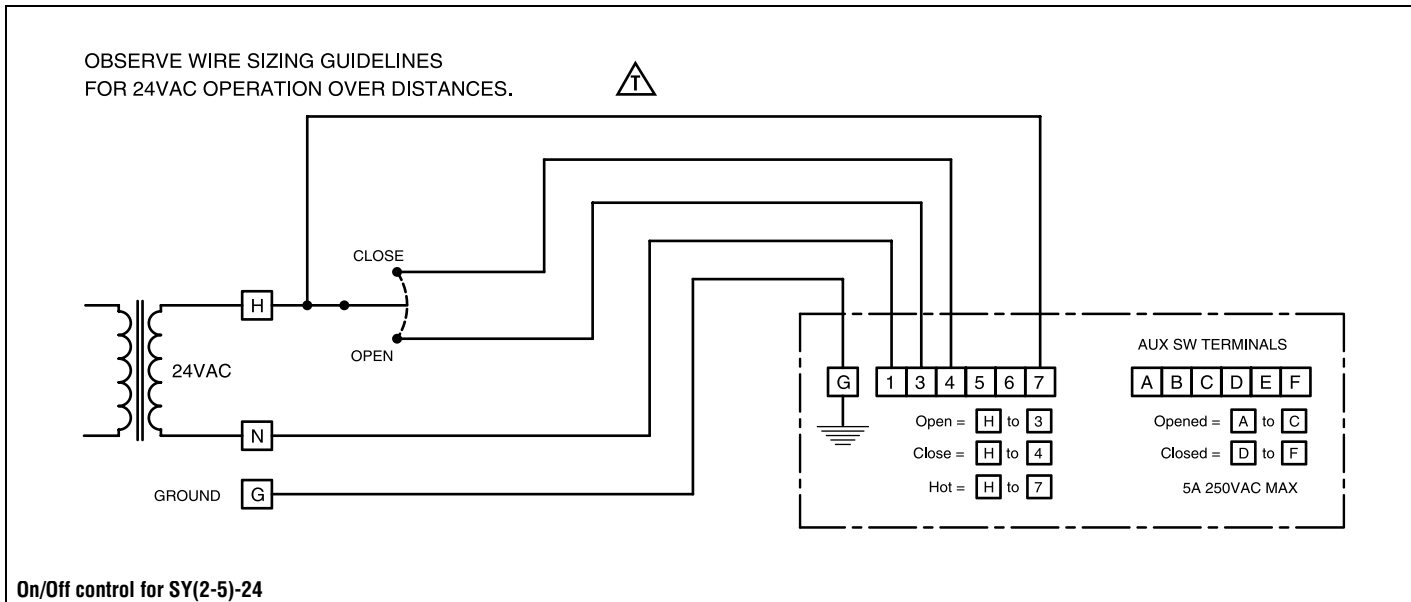 OBSERVE WIRE SIZING GUIDELINES
FOR 24VAC OPERATION OVER DISTANCES.
T
CLOSE
H
OPEN
24VAC
N
GROUND G
AUX SW TERMINALS
G 1 3 4 5 6 7 A B C D E F
Open = H to 3 Opened = A to C
Close = H to 4 Closed = D to F
Hot = H to 7 5A 250VAC MAX
On/Off control for SY(2-5)-24